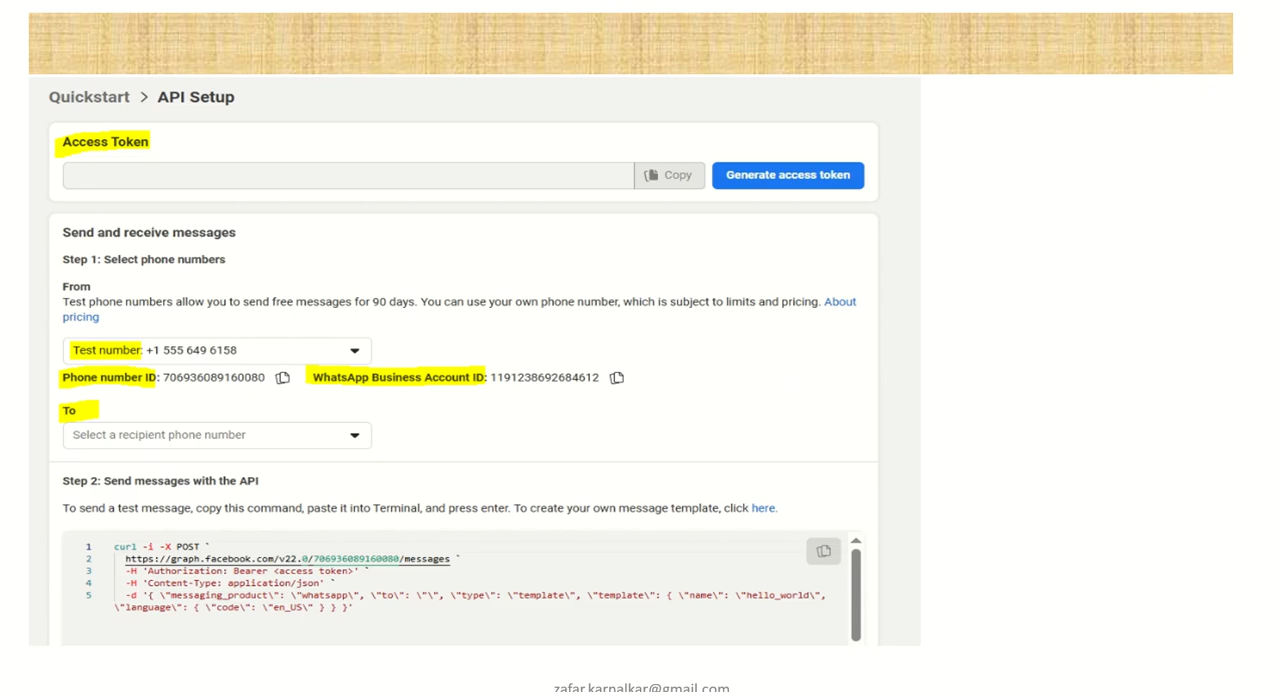 Quickstart > API Setup
Access Token
Copy
Generate access token
Send and receive messages
Step 1: Select phone numbers
From
Test phone numbers allow you to send free messages for 90 days. You can use your own phone number, which is subject to limits and pricing. About
pricing
Test number: +1 555 649 6158
Phone number ID: 706936089160080 WhatsApp Business Account ID: 1191238692684612
To
Select a recipient phone number
Step 2: Send messages with the API
To send a test message, copy this command, paste it into Terminal, and press enter. To create your own message template, click here.
1 curl -i -X POST `
2 https://graph.facebook.com/v22.0/706936089160080/messages `
3 -H 'Authorization: Bearer <access token>' `
4 -H 'Content-Type: application/json' `
5 -d '{ \"messaging_product\": \"whatsapp\", \"to\": \"\", \"type\": \"template\", \"template\": { \"name\": \"hello_world\",
\"language\": { \"code\": \"en_US\" } } }'
zafar.karnalkar@gmail.com